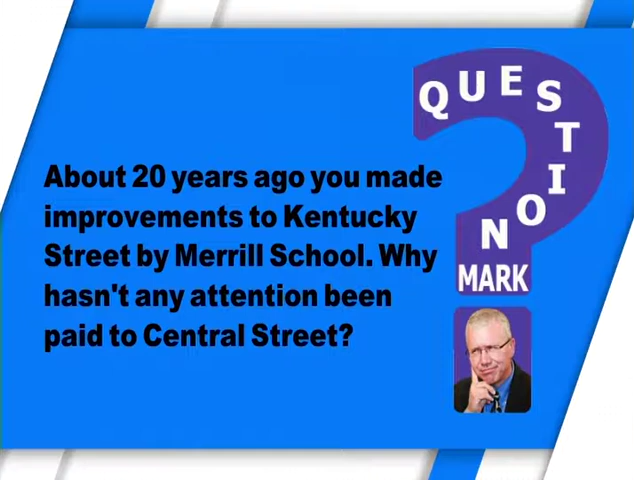 About 20 years ago you made
improvements to Kentucky
Street by Merrill School. Why
hasn't any attention been
paid to Central Street?
QUESTION
MARK